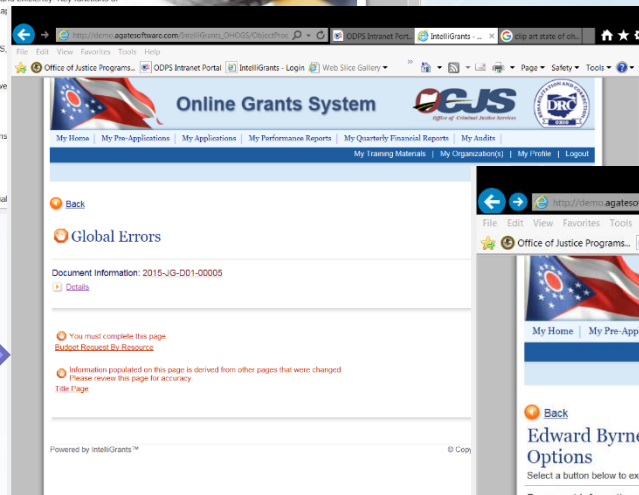 http://demo.agatesoftware.com/IntelliGrants_OHOGS/ObjectProc
ODPS Intranet Port...
IntelliGrants - ...
clip art state of oh...
File Edit View Favorites Tools Help
Office of Justice Programs...
ODPS Intranet Portal
IntelliGrants - Login
Web Slice Gallery
Page
Safety
Tools
Online Grants System
OCJS
Office of Criminal Justice Services
DRC
OHIO
My Home | My Pre-Applications | My Applications | My Performance Reports | My Quarterly Financial Reports | My Audits |
My Training Materials | My Organization(s) | My Profile | Logout
Back
Global Errors
Document Information: 2015-JG-D01-00005
Details
You must complete this page
Budget Request By Resource
Information populated on this page is derived from other pages that were changed
Please review this page for accuracy
Title Page
Powered by IntelliGrants™
© Copy
http://demo.agateso
File Edit View Favorites Tools
Office of Justice Programs...
My Home | My Pre-App
Back
Edward Byrne
Options
Select a button below to ex